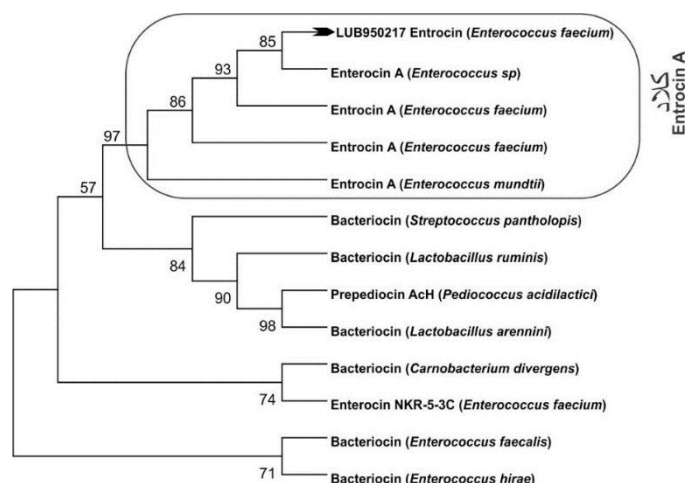 85
LUB950217 Entrocin (Enterococcus faecium)
93
Enterocin A (Enterococcus sp)
86
Entrocin A (Enterococcus faecium)
97
Entrocin A (Enterococcus faecium)
Entrocin A (Enterococcus mundtii)
کلاد
Entrocin A
57
Bacteriocin (Streptococcus pantholopis)
84
Bacteriocin (Lactobacillus ruminis)
90
Prepediocin AcH (Pediococcus acidilactici)
98
Bacteriocin (Lactobacillus arennini)
Bacteriocin (Carnobacterium divergens)
74
Enterocin NKR-5-3C (Enterococcus faecium)
Bacteriocin (Enterococcus faecalis)
71
Bacteriocin (Enterococcus hirae)